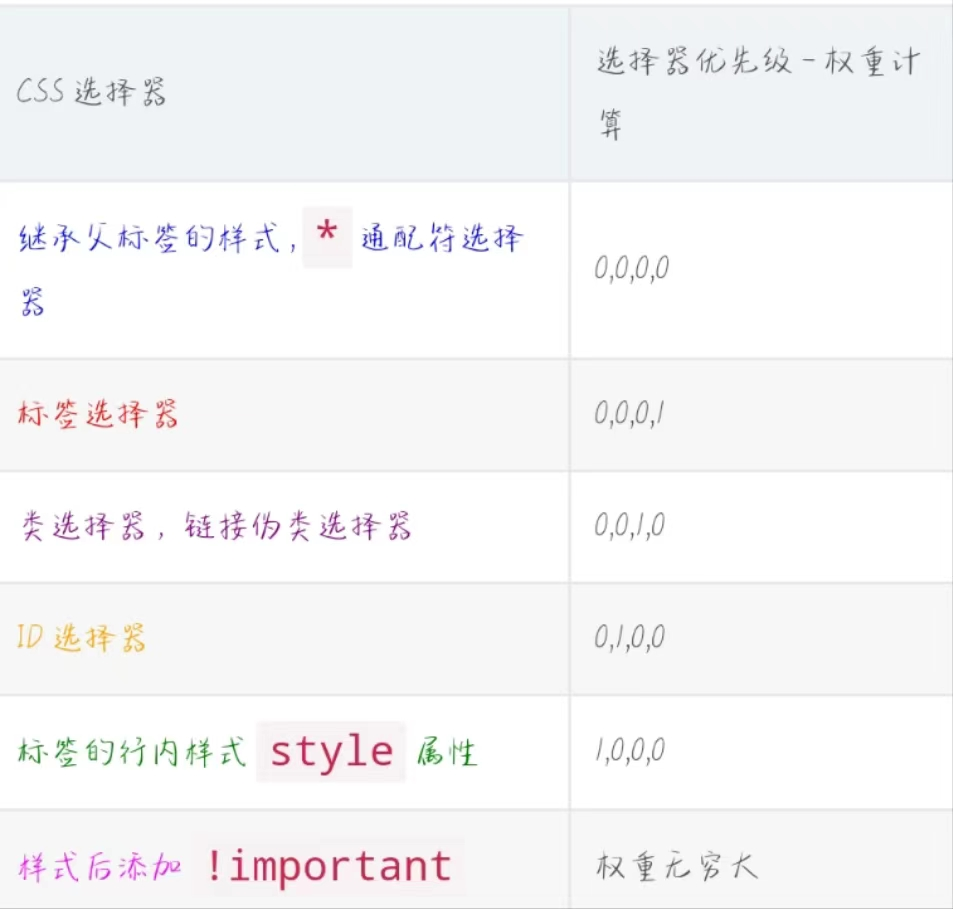 CSS 选择器
选择器优先级 - 权重计
算
继承父标签的样式, * 通配符选择
器
0,0,0,0
标签选择器
0,0,0,1
类选择器, 链接伪类选择器
0,0,1,0
ID 选择器
0,1,0,0
标签的行内样式 style 属性
1,0,0,0
样式后添加 !important
权重无穷大